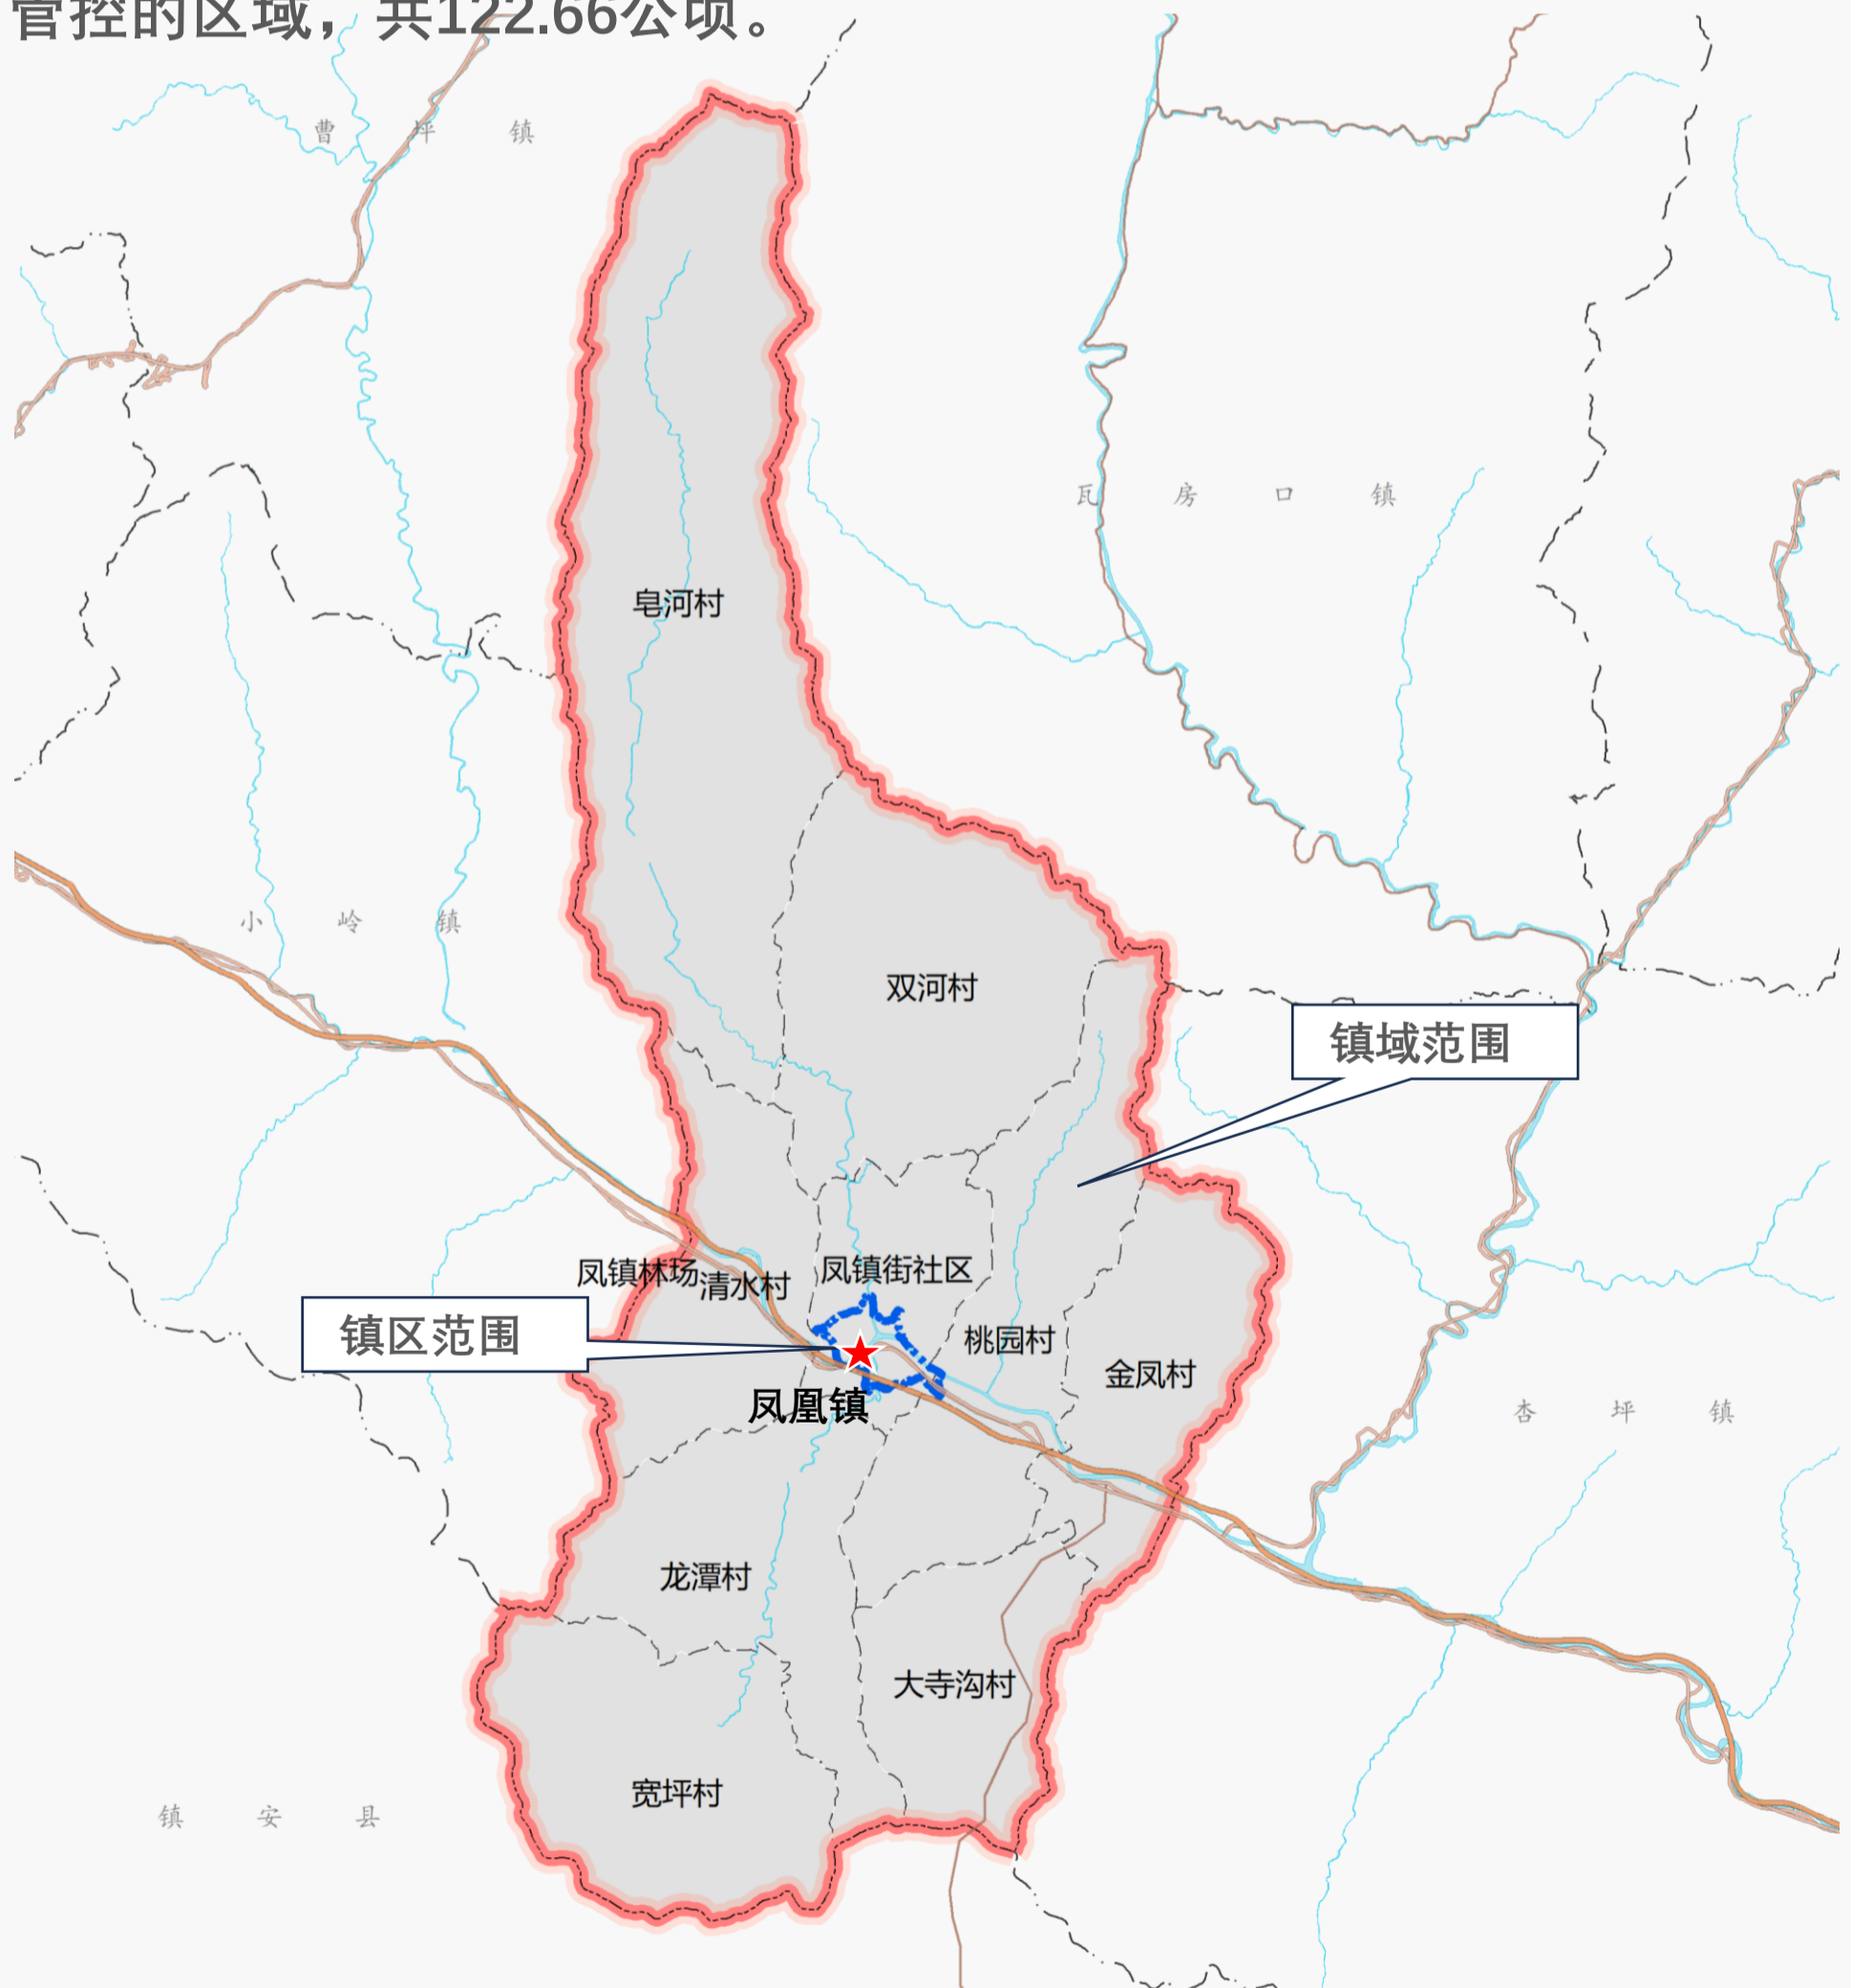 管控的区域，共122.66公顷。
曹坪镇
瓦房口镇
皂河村
小岭镇
双河村
镇域范围
凤镇林场
清水村
凤镇街社区
镇区范围
桃园村
金凤村
凤凰镇
杏坪镇
龙潭村
大寺沟村
宽坪村
镇安县